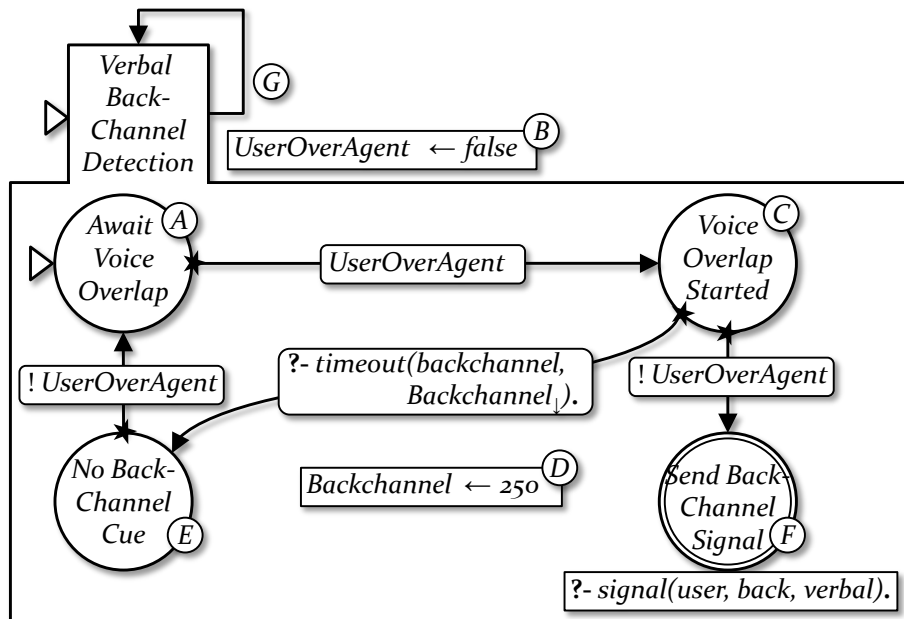 Verbal
Back-
Channel
Detection
G
UserOverAgent ← false
B
Await
Voice
Overlap
A
UserOverAgent
Voice
Overlap
Started
C
! UserOverAgent
?- timeout(backchannel,
Backchannel↓).
! UserOverAgent
No Back-
Channel
Cue
E
Backchannel ← 250
D
Send Back-
Channel
Signal
F
?- signal(user, back, verbal).